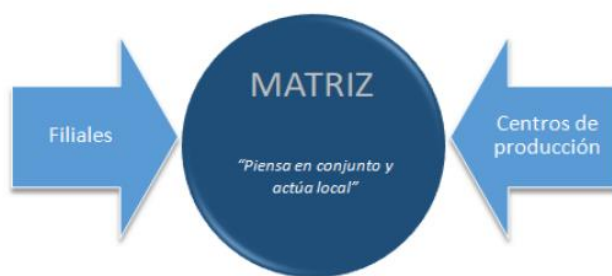 MATRIZ
Filiales
"Piensa en conjunto y
actúa local"
Centros de
producción